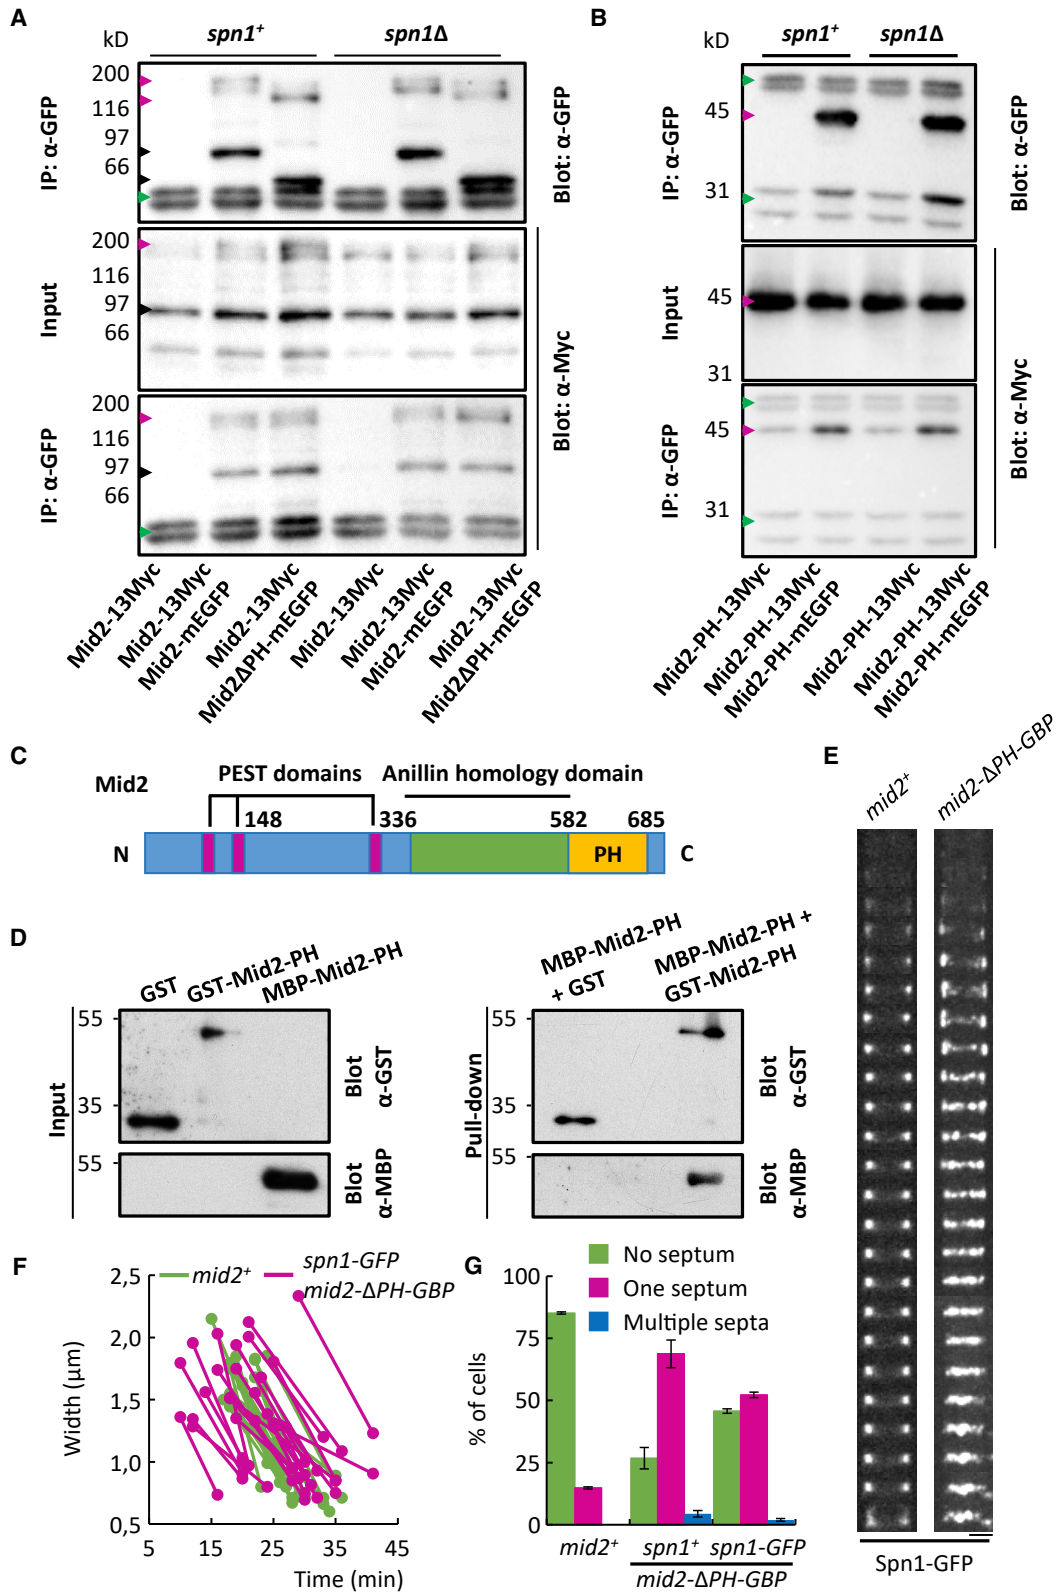 A
kD
spn1+
spn1Δ
200
116
97
66
IP: α-GFP
Blot: α-GFP
200
116
97
66
Input
200
116
97
66
IP: α-GFP
Blot: α-Myc
Mid2-13Myc
Mid2-13Myc
Mid2-mEGFP
Mid2-13Myc
Mid2ΔPH-mEGFP
Mid2-13Myc
Mid2-13Myc
Mid2-mEGFP
Mid2-13Myc
Mid2ΔPH-mEGFP
B
kD
spn1+
spn1Δ
45
31
IP: α-GFP
Blot: α-GFP
45
31
Input
45
31
IP: α-GFP
Blot: α-Myc
Mid2-PH-13Myc
Mid2-PH-13Myc
Mid2-PH-mEGFP
Mid2-PH-13Myc
Mid2-PH-13Myc
Mid2-PH-mEGFP
C
Mid2
PEST domains
Anillin homology domain
148
336
582
685
N
PH
C
D
GST
GST-Mid2-PH
MBP-Mid2-PH
55
35
55
Input
Blot
α-GST
Blot
α-MBP
MBP-Mid2-PH
+ GST
MBP-Mid2-PH +
GST-Mid2-PH
55
35
55
Pull-down
Blot
α-GST
Blot
α-MBP
E
mid2+
mid2-ΔPH-GBP
Spn1-GFP
F
mid2+
spn1-GFP
mid2-ΔPH-GBP
2,5
2,0
1,5
1,0
0,5
Width (µm)
5
15
25
35
45
Time (min)
G
No septum
One septum
Multiple septa
100
75
50
25
0
% of cells
mid2+
spn1+
spn1-GFP
mid2-ΔPH-GBP